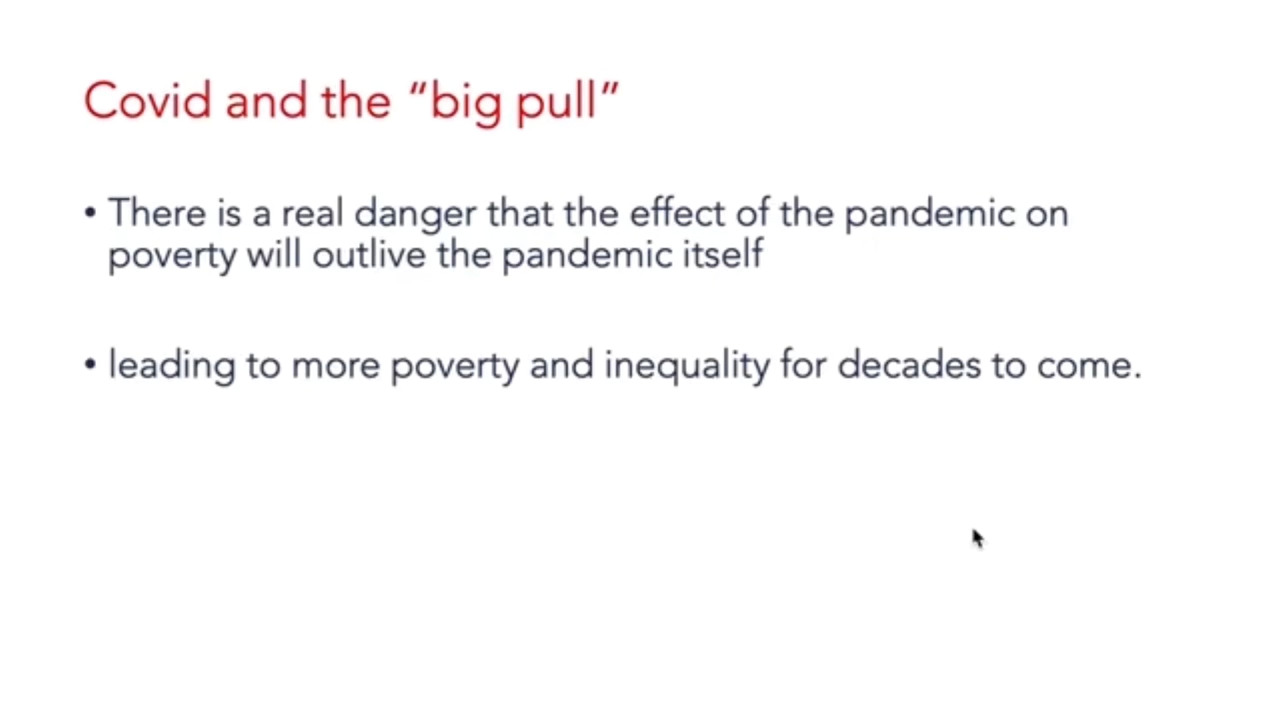 Covid and the “big pull”
• There is a real danger that the effect of the pandemic on
poverty will outlive the pandemic itself
• leading to more poverty and inequality for decades to come.